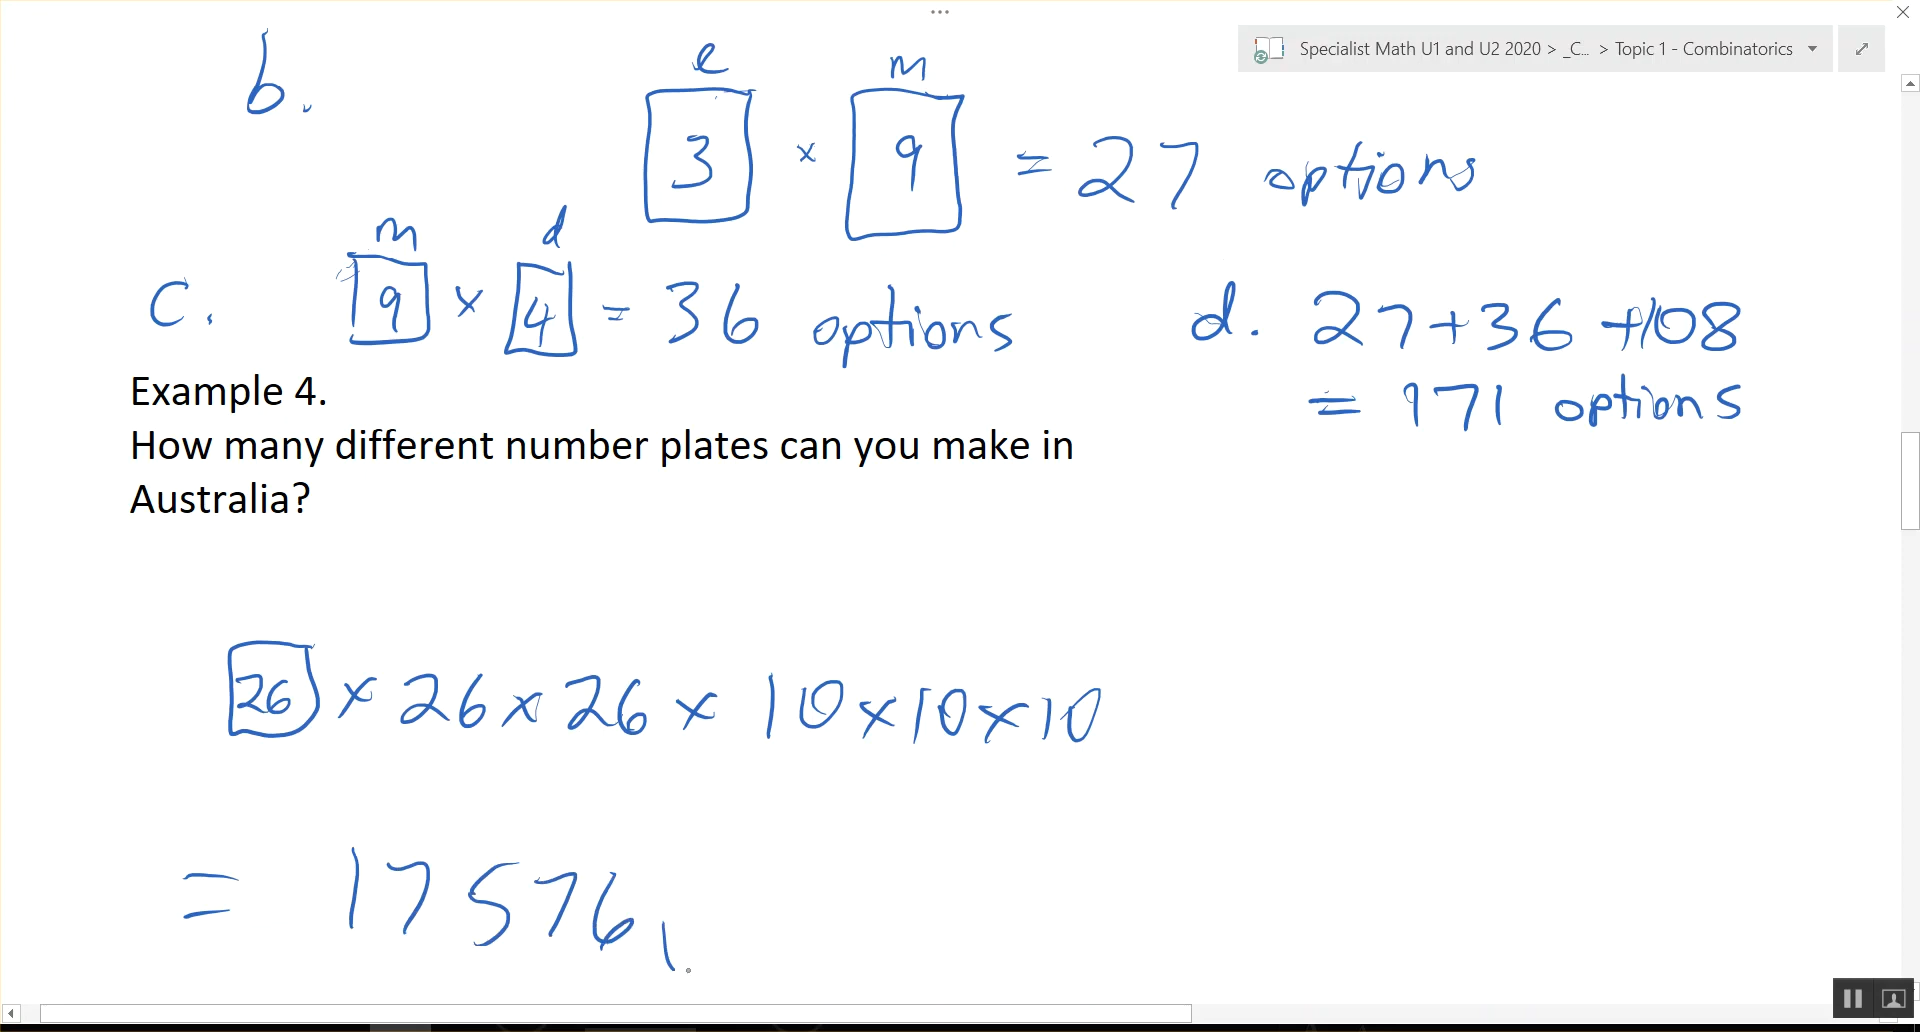 ...
Specialist Math U1 and U2 2020 > _C... > Topic 1 - Combinatorics
b.
e m
3 × 9 = 27 options
m d
c. 9 × 4 = 36 options
d. 27+36+108
= 171 options
Example 4.
How many different number plates can you make in
Australia?
26 × 26 × 26 × 10×10×10
= 17576,